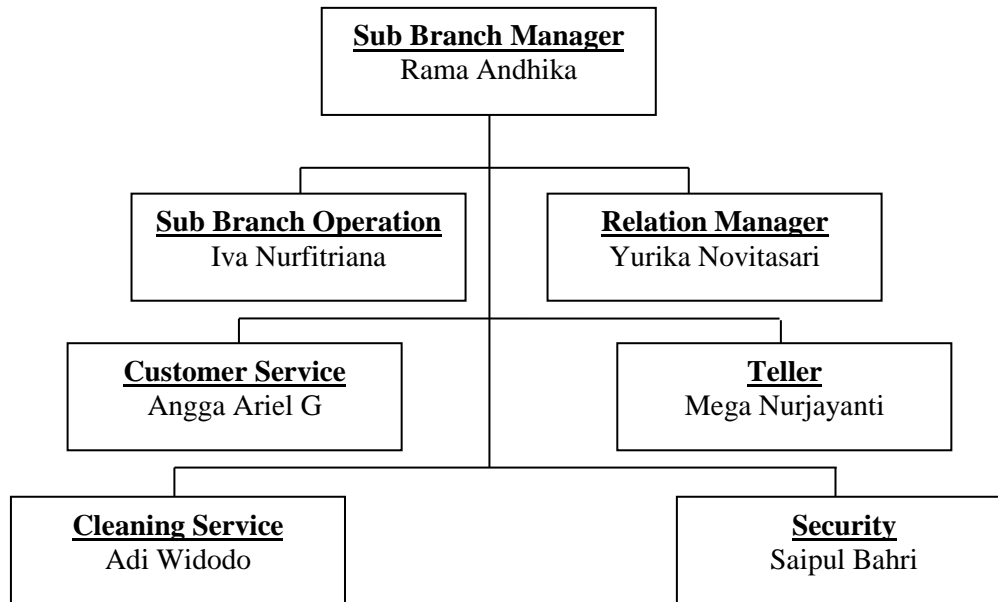 Sub Branch Manager
Rama Andhika
Sub Branch Operation
Iva Nurfitriana
Relation Manager
Yurika Novitasari
Customer Service
Angga Ariel G
Teller
Mega Nurjayanti
Cleaning Service
Adi Widodo
Security
Saipul Bahri